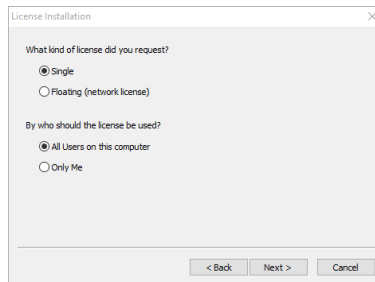 License Installation
What kind of license did you request?
Single
Floating (network license)
By who should the license be used?
All Users on this computer
Only Me
< Back
Next >
Cancel